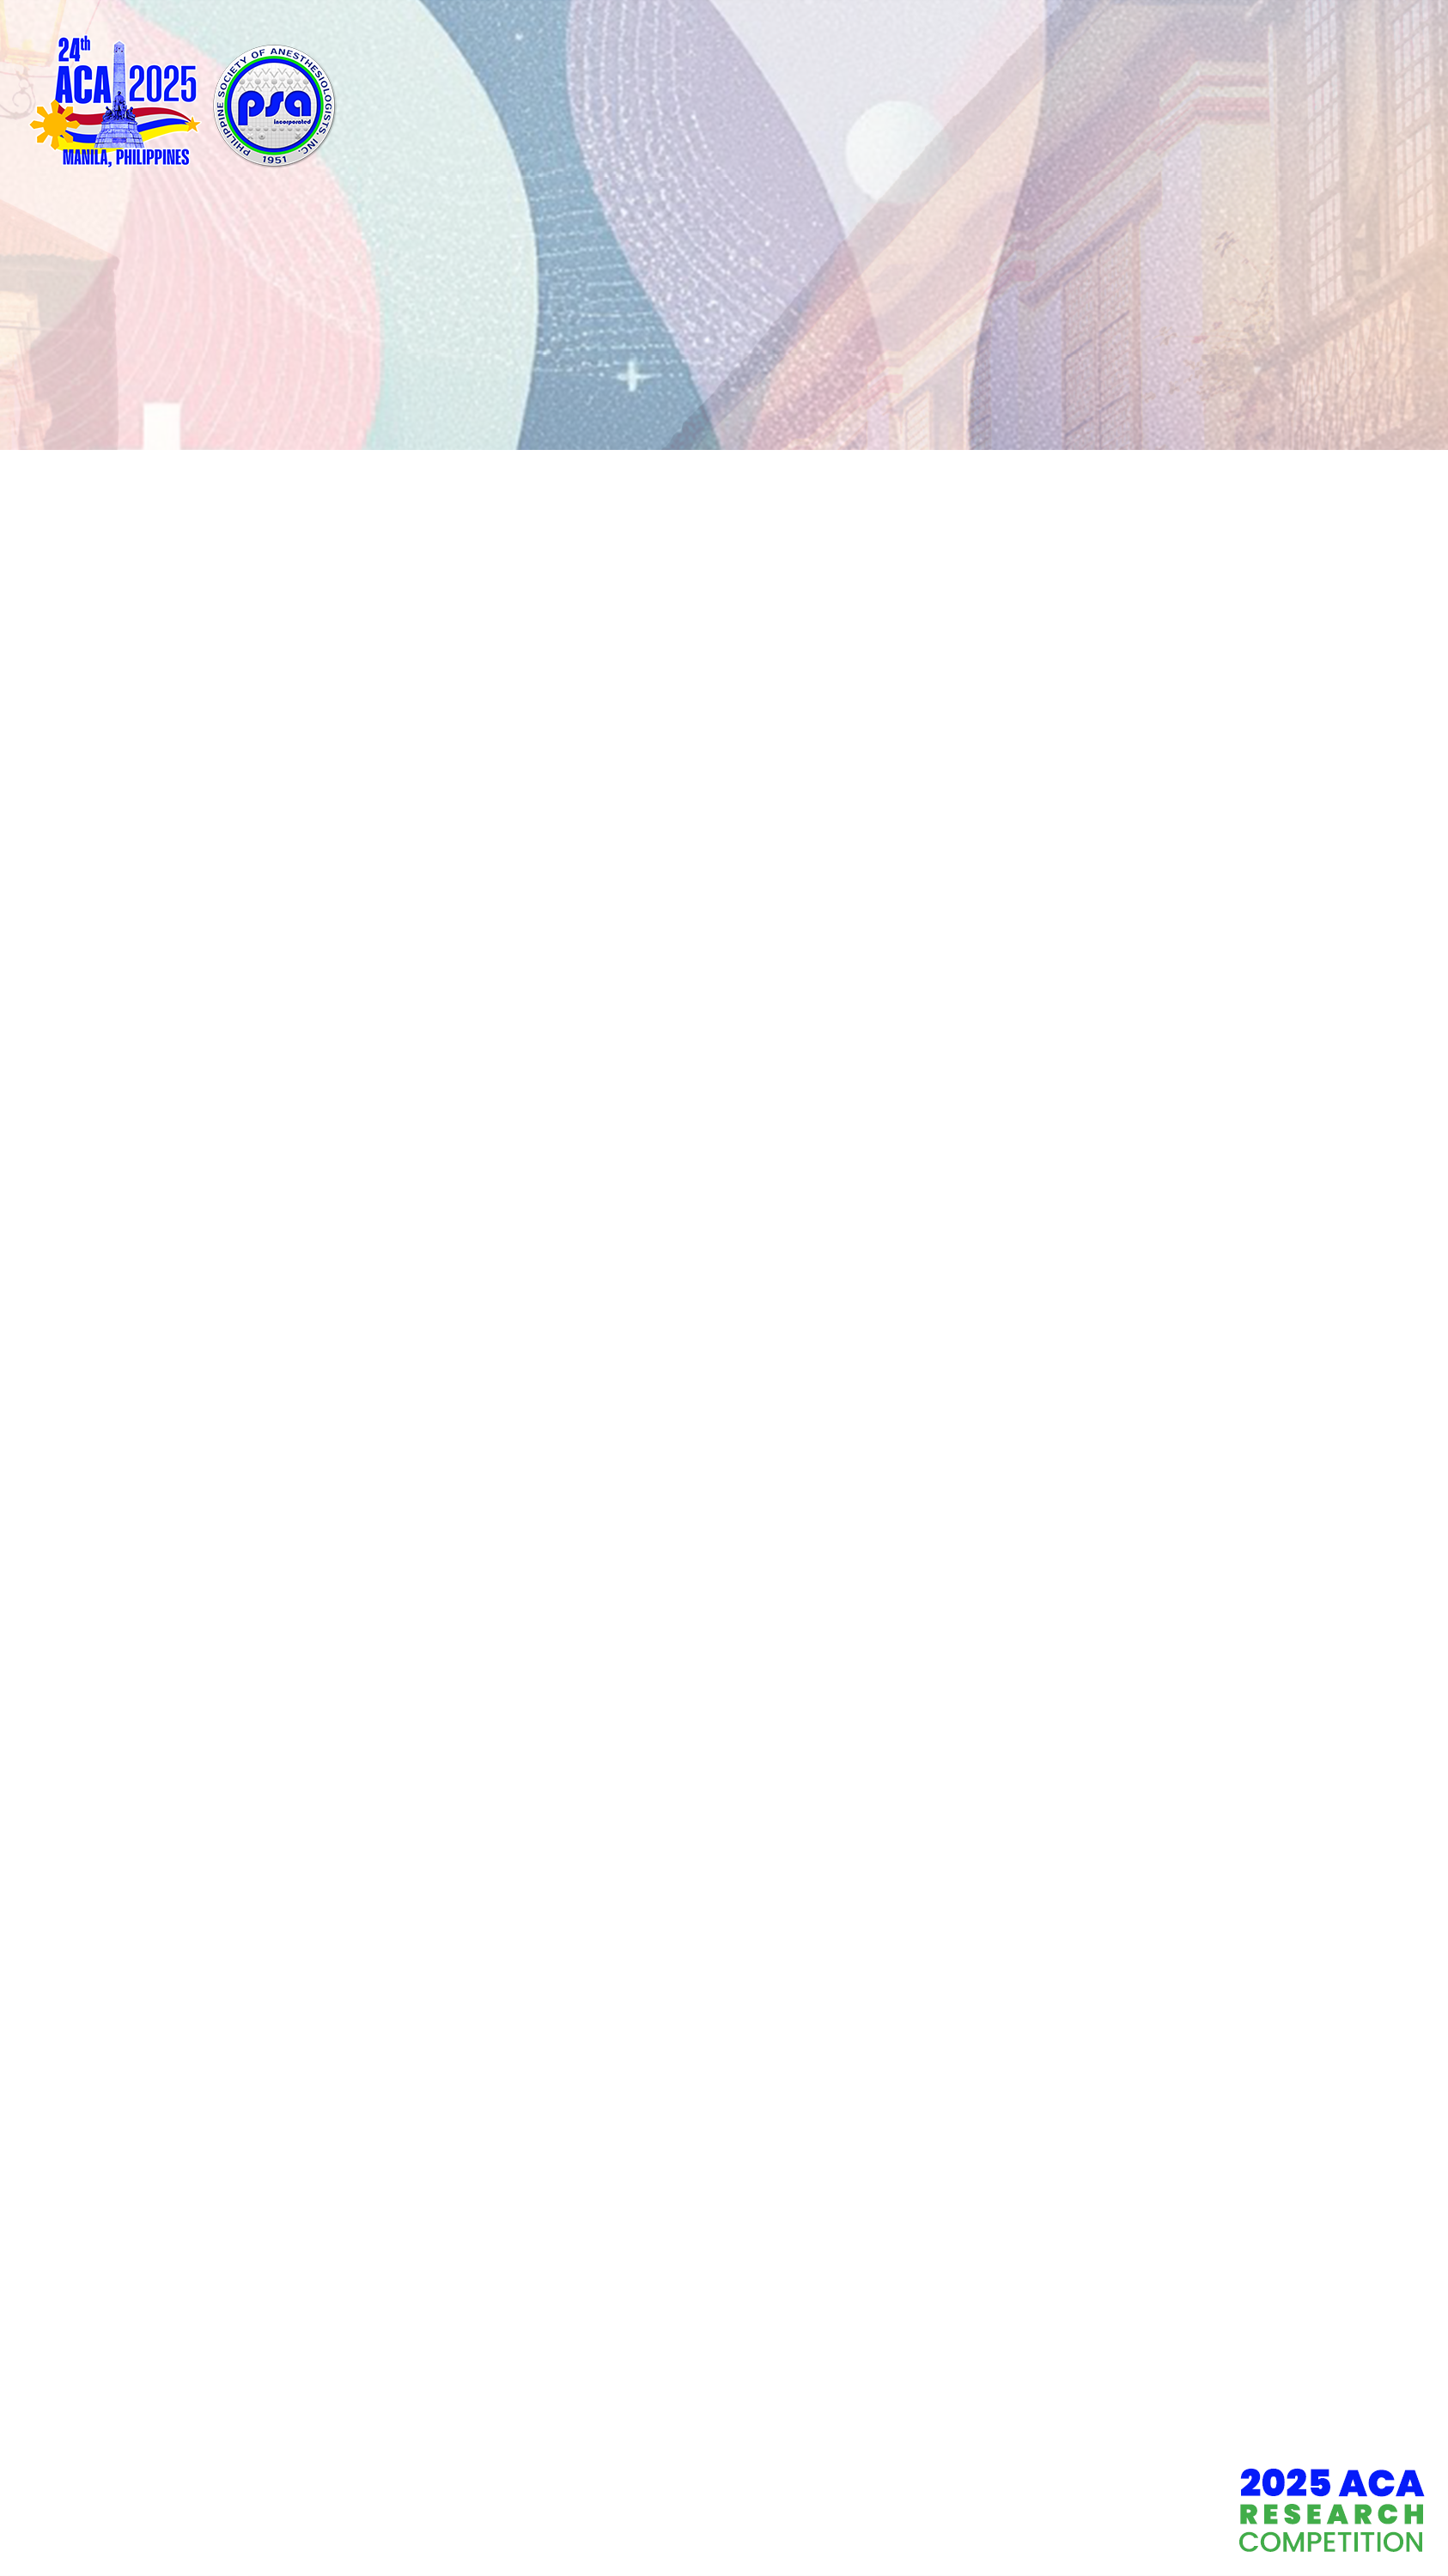 24th
ACA 2025
MANILA, PHILIPPINES
PHILIPPINE SOCIETY OF ANESTHESIOLOGISTS, INC.
psa
incorporated
1951
2025 ACA
RESEARCH
COMPETITION